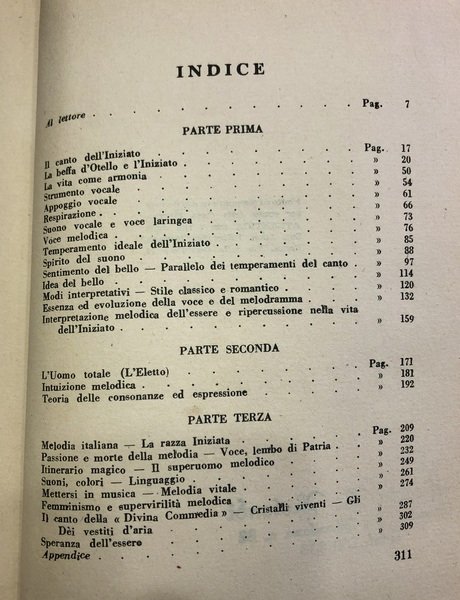 INDICE
Al lettore . . . . . . . . Pag. 7
PARTE PRIMA
Il canto dell'Iniziato . . . . . . Pag. 17
La beffa d'Otello e l'Iniziato . . . . . » 20
La vita come armonia . . . . . . » 50
Strumento vocale . . . . . . . » 54
Appoggio vocale . . . . . . . » 61
Respirazione . . . . . . . . » 66
Suono vocale e voce laringea . . . . . » 73
Voce melodica . . . . . . . » 76
Temperamento ideale dell'Iniziato . . . . » 85
Spirito del suono . . . . . . . » 88
Sentimento del bello — Parallelo dei temperamenti del canto . » 97
Idea del bello . . . . . . . » 114
Modi interpretativi — Stile classico e romantico . . » 120
Essenza ed evoluzione della voce e del melodramma . . » 132
Interpretazione melodica dell'essere e ripercussione nella vita
dell'Iniziato . . . . . . . » 159
PARTE SECONDA
L'Uomo totale (L'Eletto) . . . . . . Pag. 171
Intuizione melodica . . . . . . . » 181
Teoria delle consonanze ed espressione . . . . » 192
PARTE TERZA
Melodia italiana — La razza Iniziata . . . . Pag. 209
Passione e morte della melodia — Voce, lembo di Patria . » 220
Itinerario magico — Il superuomo melodico . . . » 232
Suoni, colori — Linguaggio . . . . . » 249
Mettersi in musica — Melodia vitale . . . . » 261
Femminismo e supervirilità melodica . . . . » 274
Il canto della « Divina Commedia » — Cristalli viventi — Gli » 287
Dèi vestiti d'aria . . . . . . . » 302
Speranza dell'essere . . . . . . » 309
Appendice . . . . . . . . 311